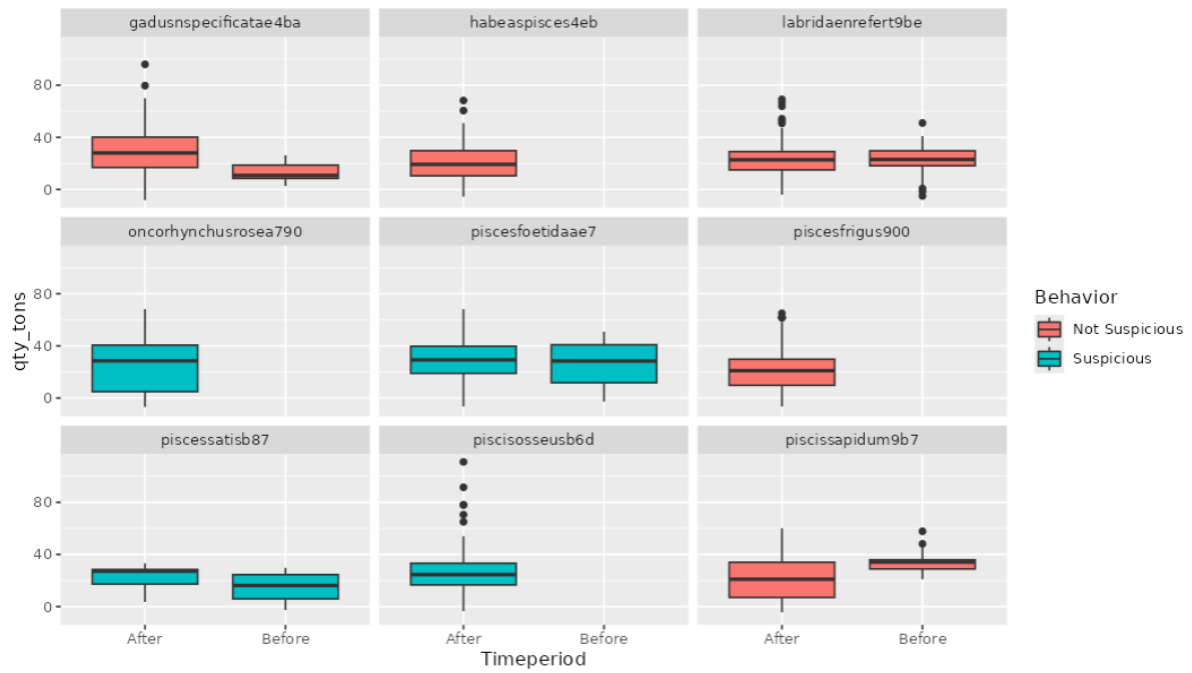 gadusnspecificatae4ba habeaspisces4eb labridaenrefert9be
80
40
0
oncorhynchusrosea790 piscesfoetidaae7 piscesfrigus900
80
40
0
piscessatisb87 piscisosseusb6d piscissapidum9b7
80
40
0
After Before After Before After Before
Timeperiod
qty_tons
Behavior
Not Suspicious
Suspicious